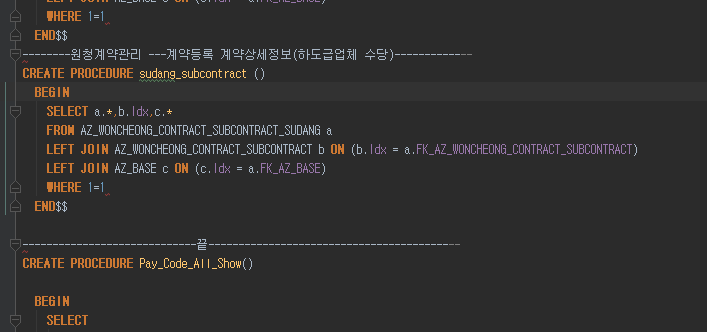 LEFT JOIN AZ_BASE c ON (c.Idx = a.FK_AZ_BASE)
WHERE 1=1
END$$
--------원청계약관리 ---계약등록 계약상세정보(하도급업체 수당)-------------
CREATE PROCEDURE sudang_subcontract ()
BEGIN
SELECT a.*,b.Idx,c.*
FROM AZ_WONCHEONG_CONTRACT_SUBCONTRACT_SUDANG a
LEFT JOIN AZ_WONCHEONG_CONTRACT_SUBCONTRACT b ON (b.Idx = a.FK_AZ_WONCHEONG_CONTRACT_SUBCONTRACT)
LEFT JOIN AZ_BASE c ON (c.Idx = a.FK_AZ_BASE)
WHERE 1=1
END$$
-----------------------------끝------------------------------------------
CREATE PROCEDURE Pay_Code_All_Show()
BEGIN
SELECT